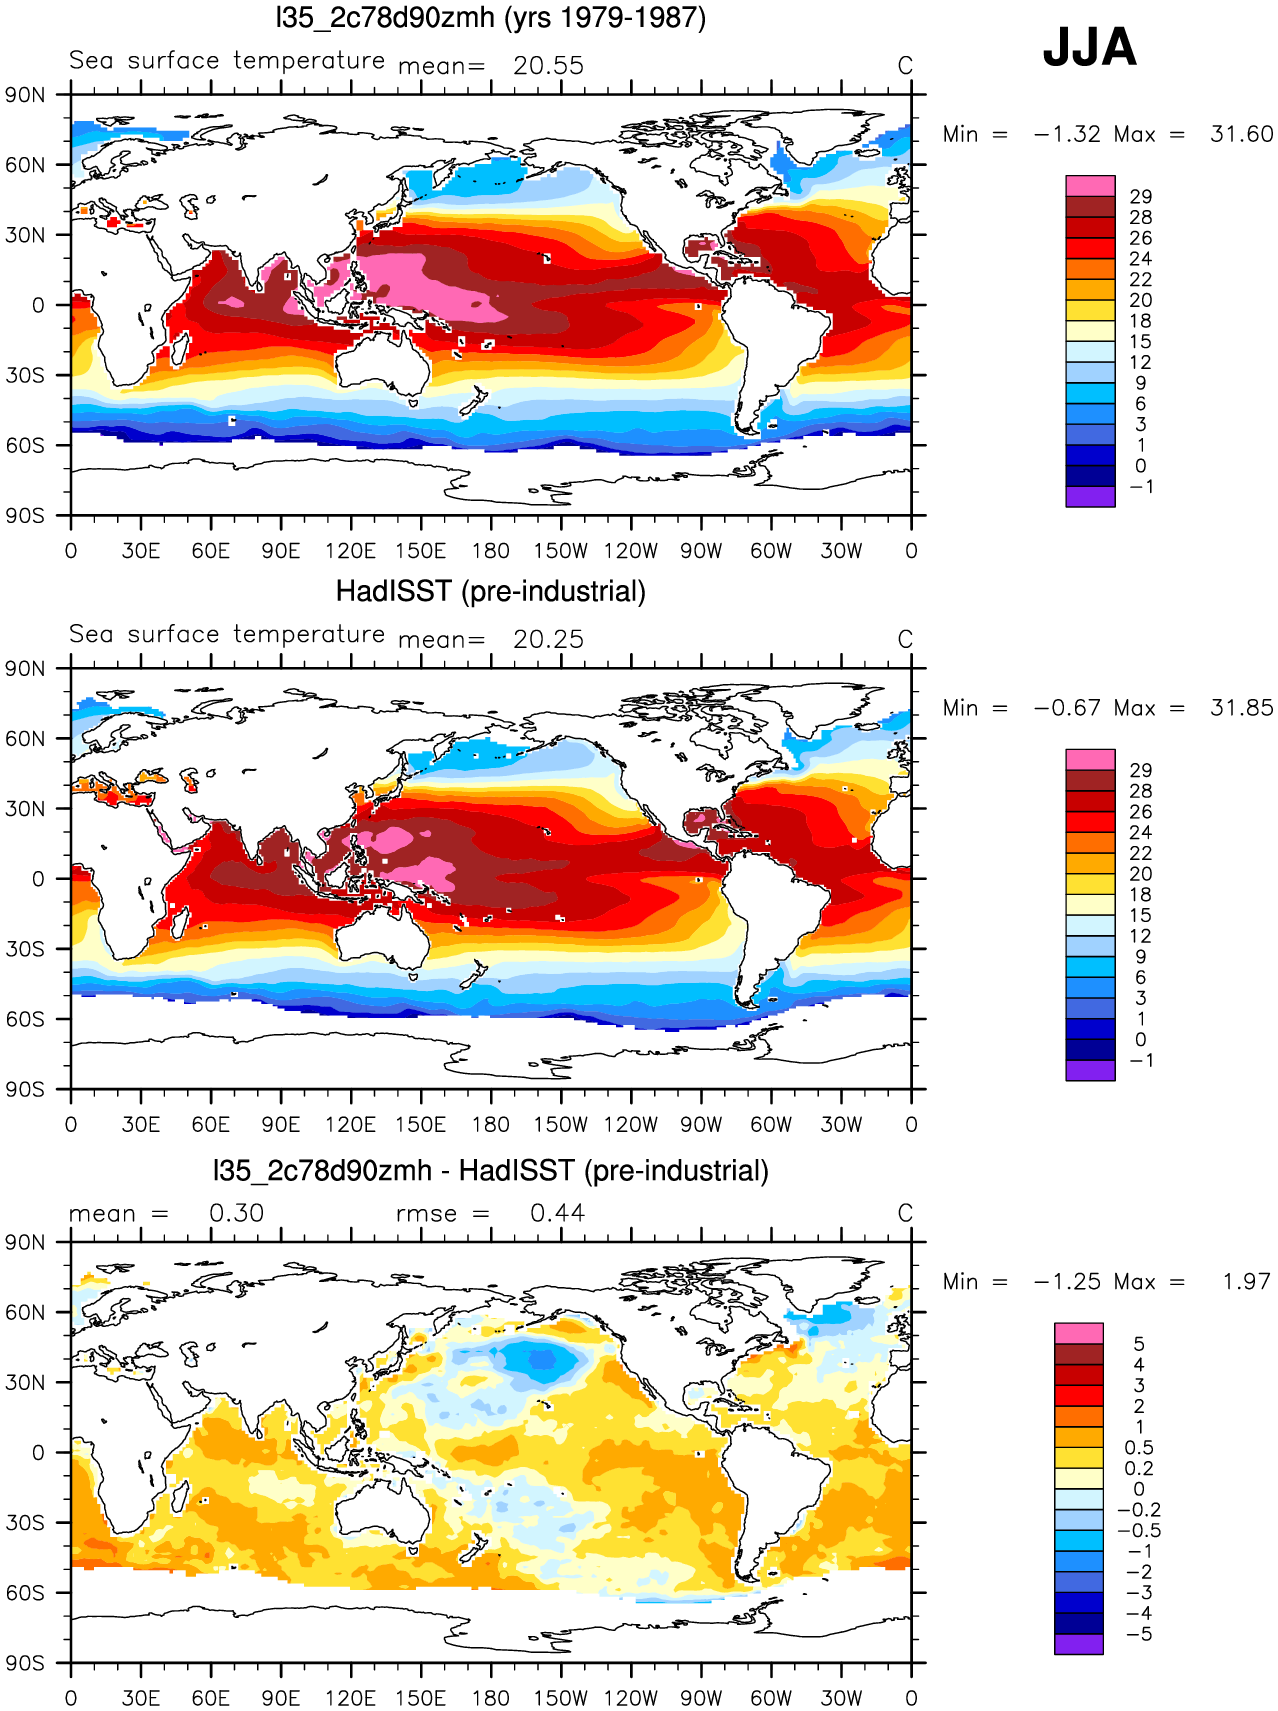 l35_2c78d90zmh (yrs 1979-1987)
JJA
Sea surface temperature mean= 20.55 C
Min = −1.32 Max = 31.60
90N
60N
30N
0
30S
60S
90S
0 30E 60E 90E 120E 150E 180 150W 120W 90W 60W 30W 0
29
28
26
24
22
20
18
15
12
9
6
3
1
0
−1
HadISST (pre-industrial)
Sea surface temperature mean= 20.25 C
Min = −0.67 Max = 31.85
90N
60N
30N
0
30S
60S
90S
0 30E 60E 90E 120E 150E 180 150W 120W 90W 60W 30W 0
29
28
26
24
22
20
18
15
12
9
6
3
1
0
−1
l35_2c78d90zmh - HadISST (pre-industrial)
mean = 0.30 rmse = 0.44 C
Min = −1.25 Max = 1.97
90N
60N
30N
0
30S
60S
90S
0 30E 60E 90E 120E 150E 180 150W 120W 90W 60W 30W 0
5
4
3
2
1
0.5
0.2
0
−0.2
−0.5
−1
−2
−3
−4
−5